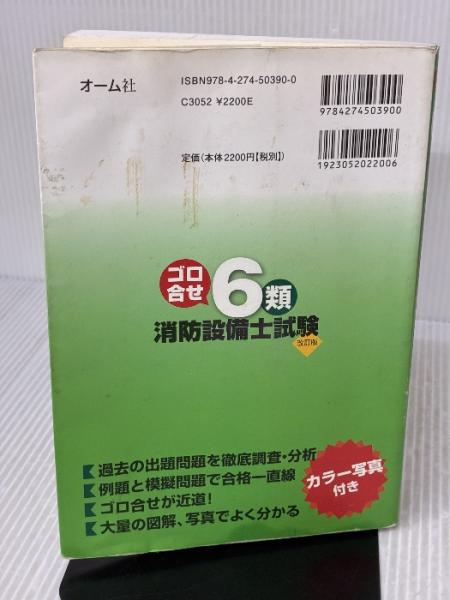 オーム社
ISBN978-4-274-50390-0
C3052 ¥2200E
定価(本体2200円【税別】)
9784274503900
1923052022006
ゴロ
合せ
6類
消防設備士試験
改訂版
過去の出題問題を徹底調査・分析
例題と模擬問題で合格一直線
ゴロ合せが近道!
大量の図解、写真でよく分かる
カラー写真
付き